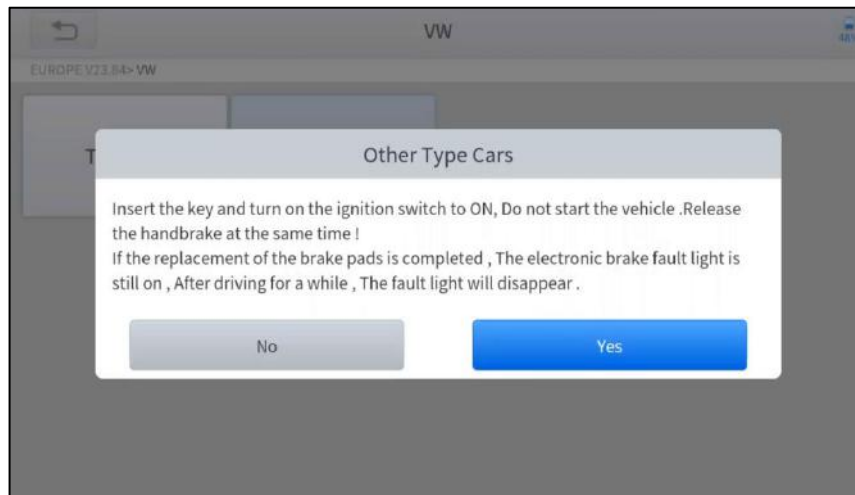 VW
EUROPE V23.84> VW
T
Other Type Cars
Insert the key and turn on the ignition switch to ON, Do not start the vehicle .Release
the handbrake at the same time !
If the replacement of the brake pads is completed , The electronic brake fault light is
still on , After driving for a while , The fault light will disappear .
No
Yes